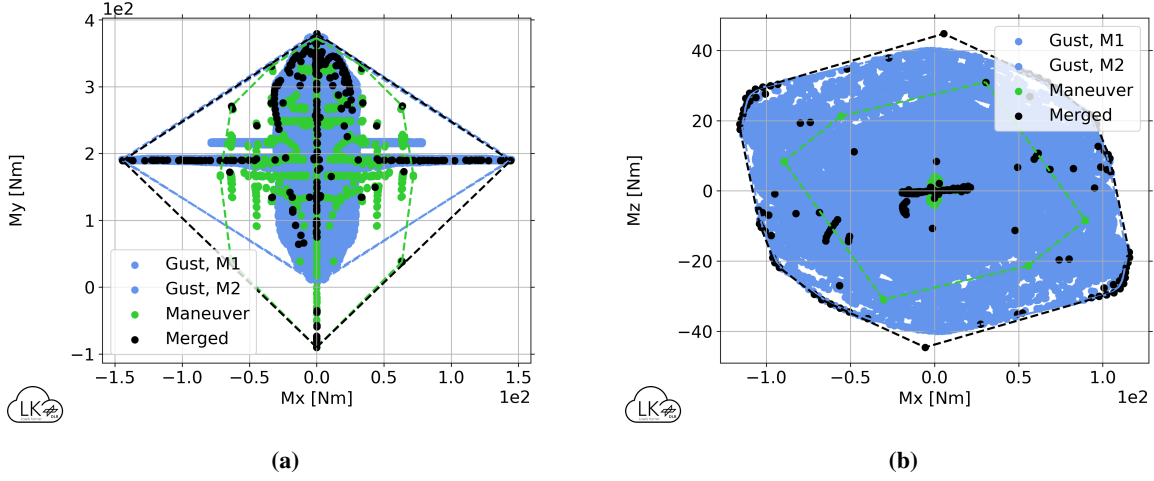 1e2
4
3
2
1
0
−1
My [Nm]
Gust, M1
Gust, M2
Maneuver
Merged
−1.5
−1.0
−0.5
0.0
0.5
1.0
1.5
Mx [Nm]
1e2
LK
DLR
(a)
40
20
0
−20
−40
Mz [Nm]
Gust, M1
Gust, M2
Maneuver
Merged
−1.0
−0.5
0.0
0.5
1.0
Mx [Nm]
1e2
LK
DLR
(b)